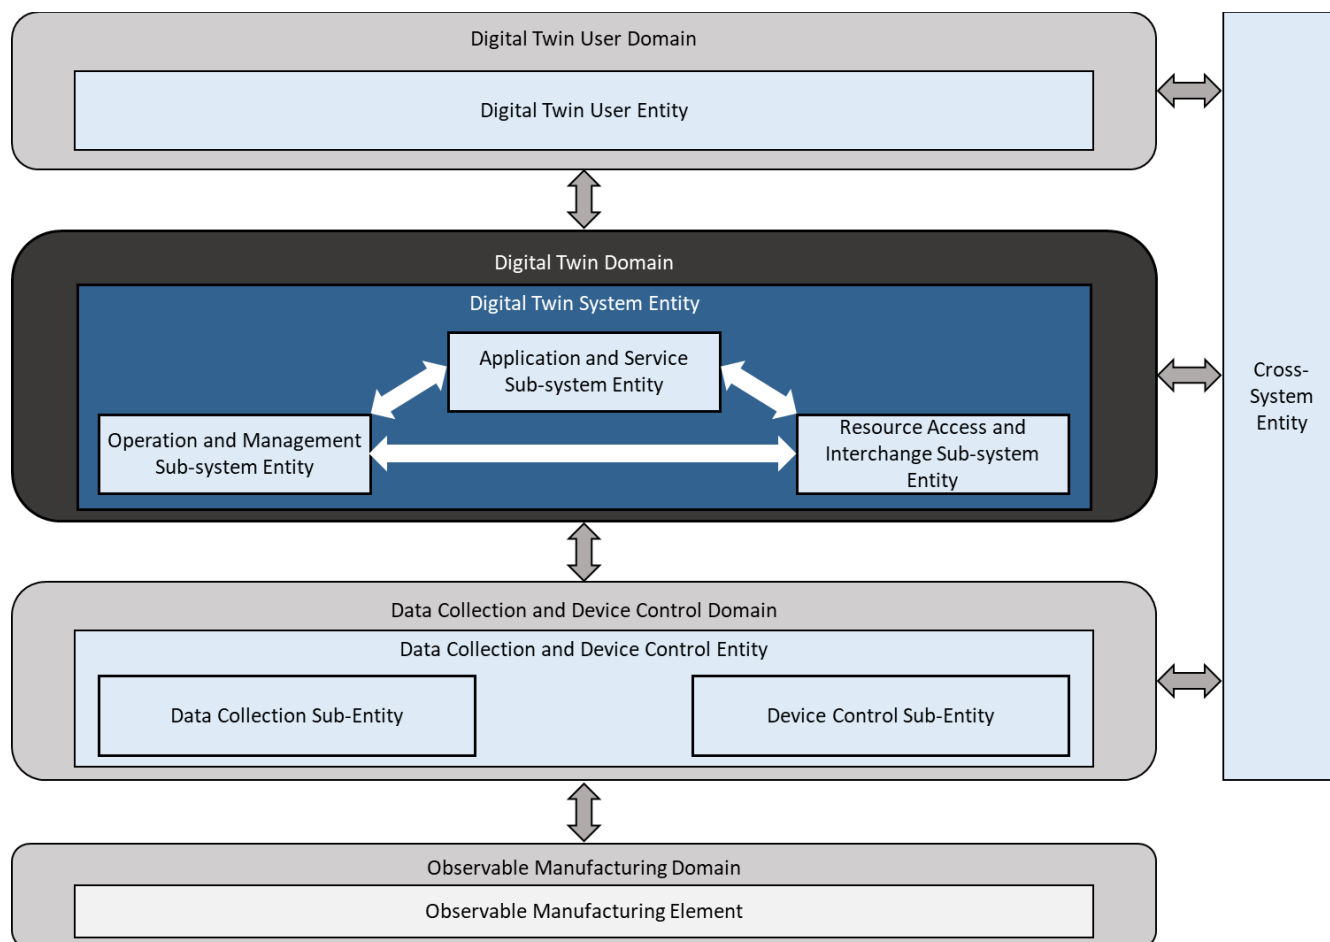 Digital Twin User Domain
Digital Twin User Entity
Digital Twin Domain
Digital Twin System Entity
Application and Service
Sub-system Entity
Operation and Management
Sub-system Entity
Resource Access and
Interchange Sub-system
Entity
Cross-
System
Entity
Data Collection and Device Control Domain
Data Collection and Device Control Entity
Data Collection Sub-Entity
Device Control Sub-Entity
Observable Manufacturing Domain
Observable Manufacturing Element